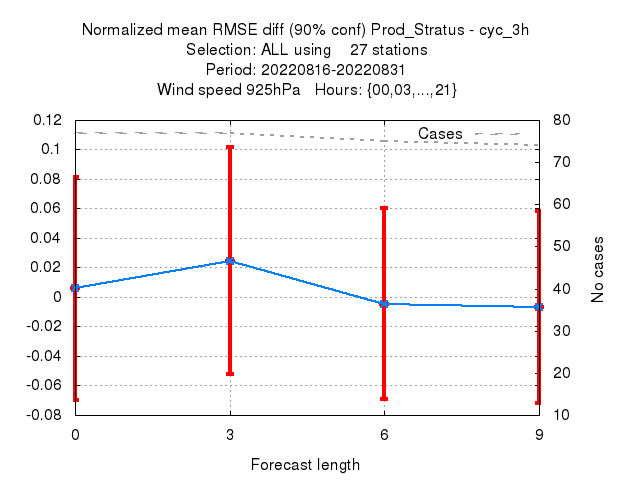 Normalized mean RMSE diff (90% conf) Prod_Stratus - cyc_3h
Selection: ALL using    27 stations
Period: 20220816-20220831
Wind speed 925hPa   Hours: {00,03,...,21}
0.12
0.1
0.08
0.06
0.04
0.02
0
-0.02
-0.04
-0.06
-0.08
Cases
80
70
60
50
40
30
20
10
No cases
0 3 6 9
Forecast length